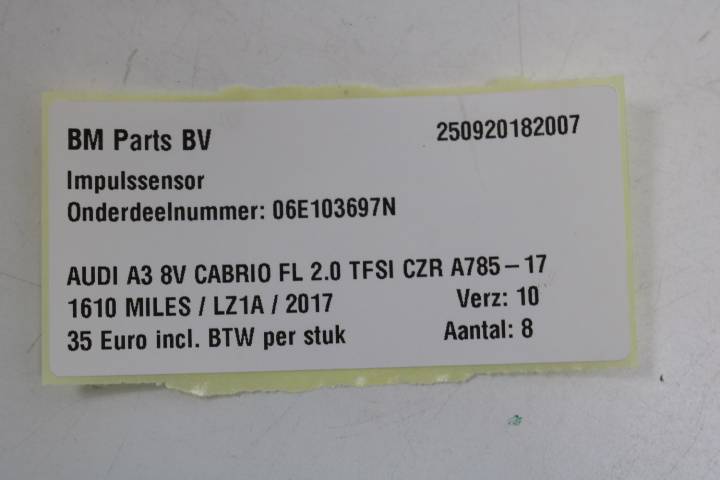 BM Parts BV 250920182007
Impulssensor
Onderdeelnummer: 06E103697N
AUDI A3 8V CABRIO FL 2.0 TFSI CZR A785-17
1610 MILES / LZ1A / 2017 Verz: 10
35 Euro incl. BTW per stuk Aantal: 8